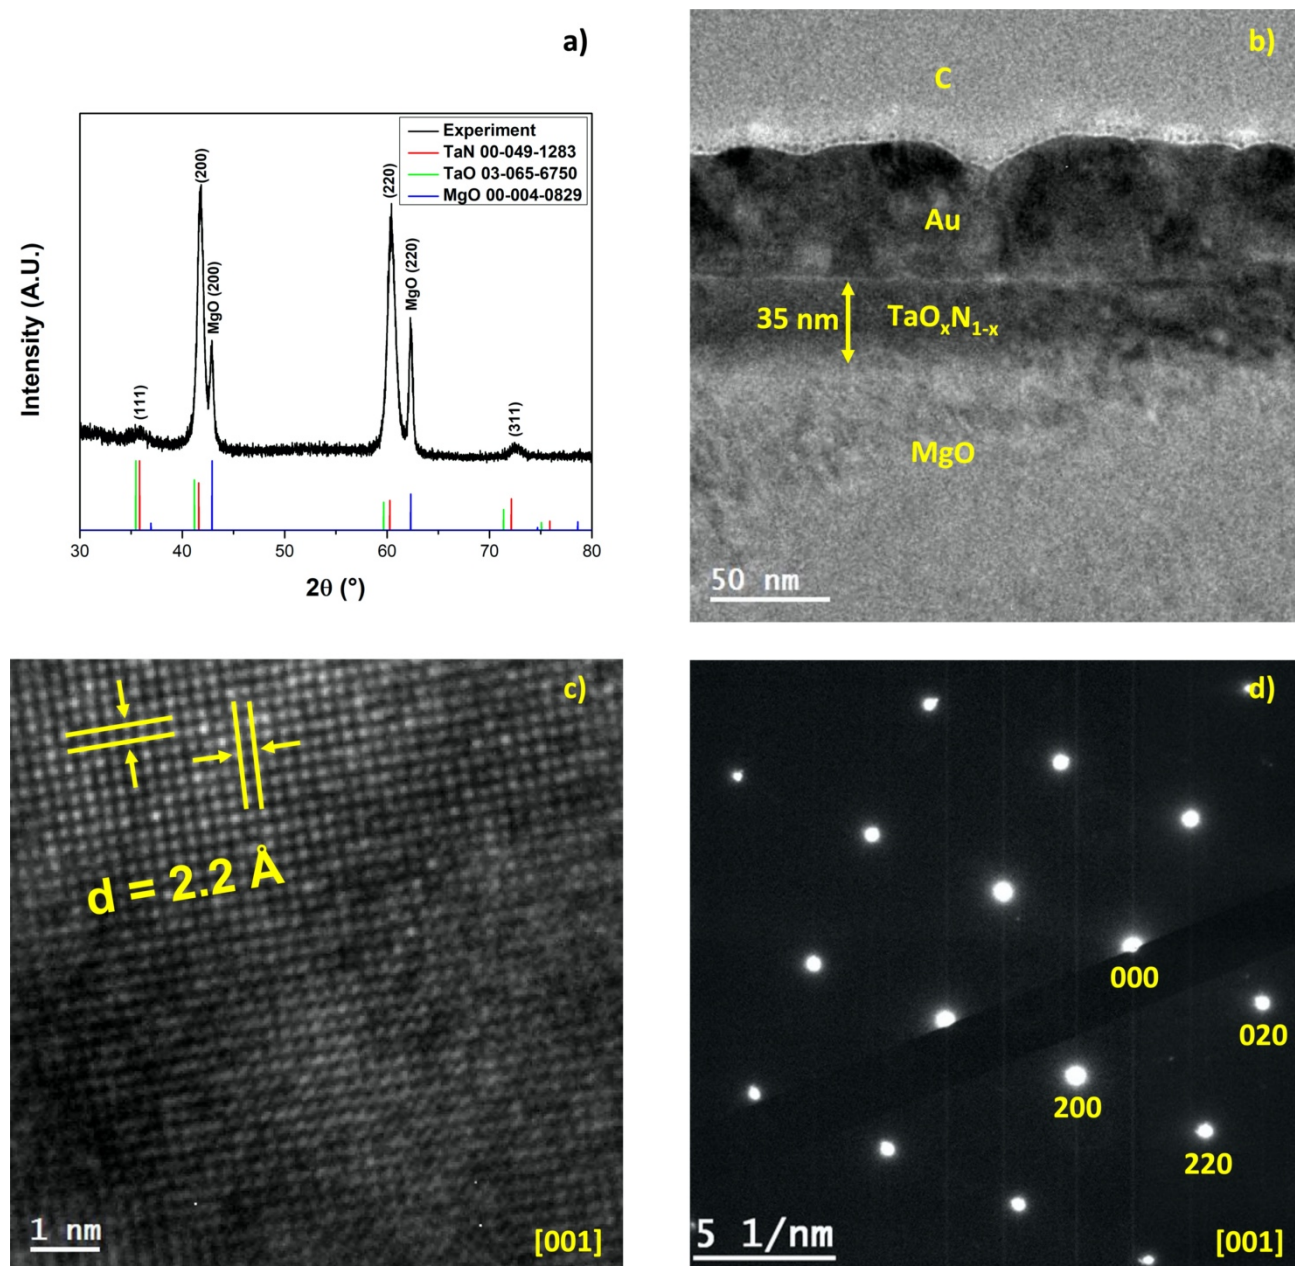 a)
Intensity (A.U.)
Experiment
TaN 00-049-1283
TaO 03-065-6750
MgO 00-004-0829
(111)
(200)
MgO (200)
(220)
MgO (220)
(311)
30 40 50 60 70 80
2θ (°)
b)
C
Au
35 nm
TaOₓN₁₋ₓ
MgO
50 nm
c)
d = 2.2 Å
1 nm
[001]
d)
000
020
200
220
5 1/nm
[001]